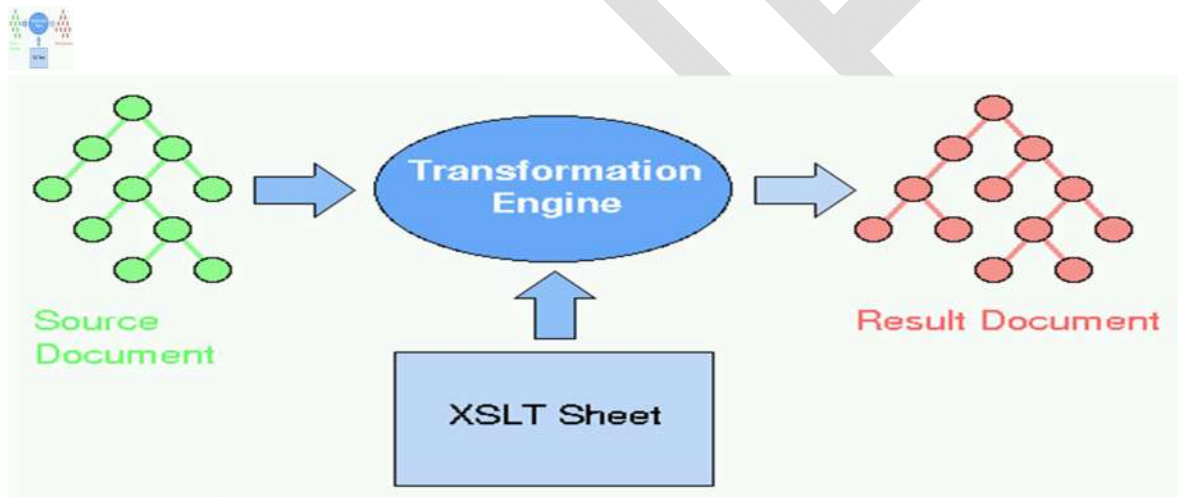 Transformation
Engine
Source
Document
Result Document
XSLT Sheet